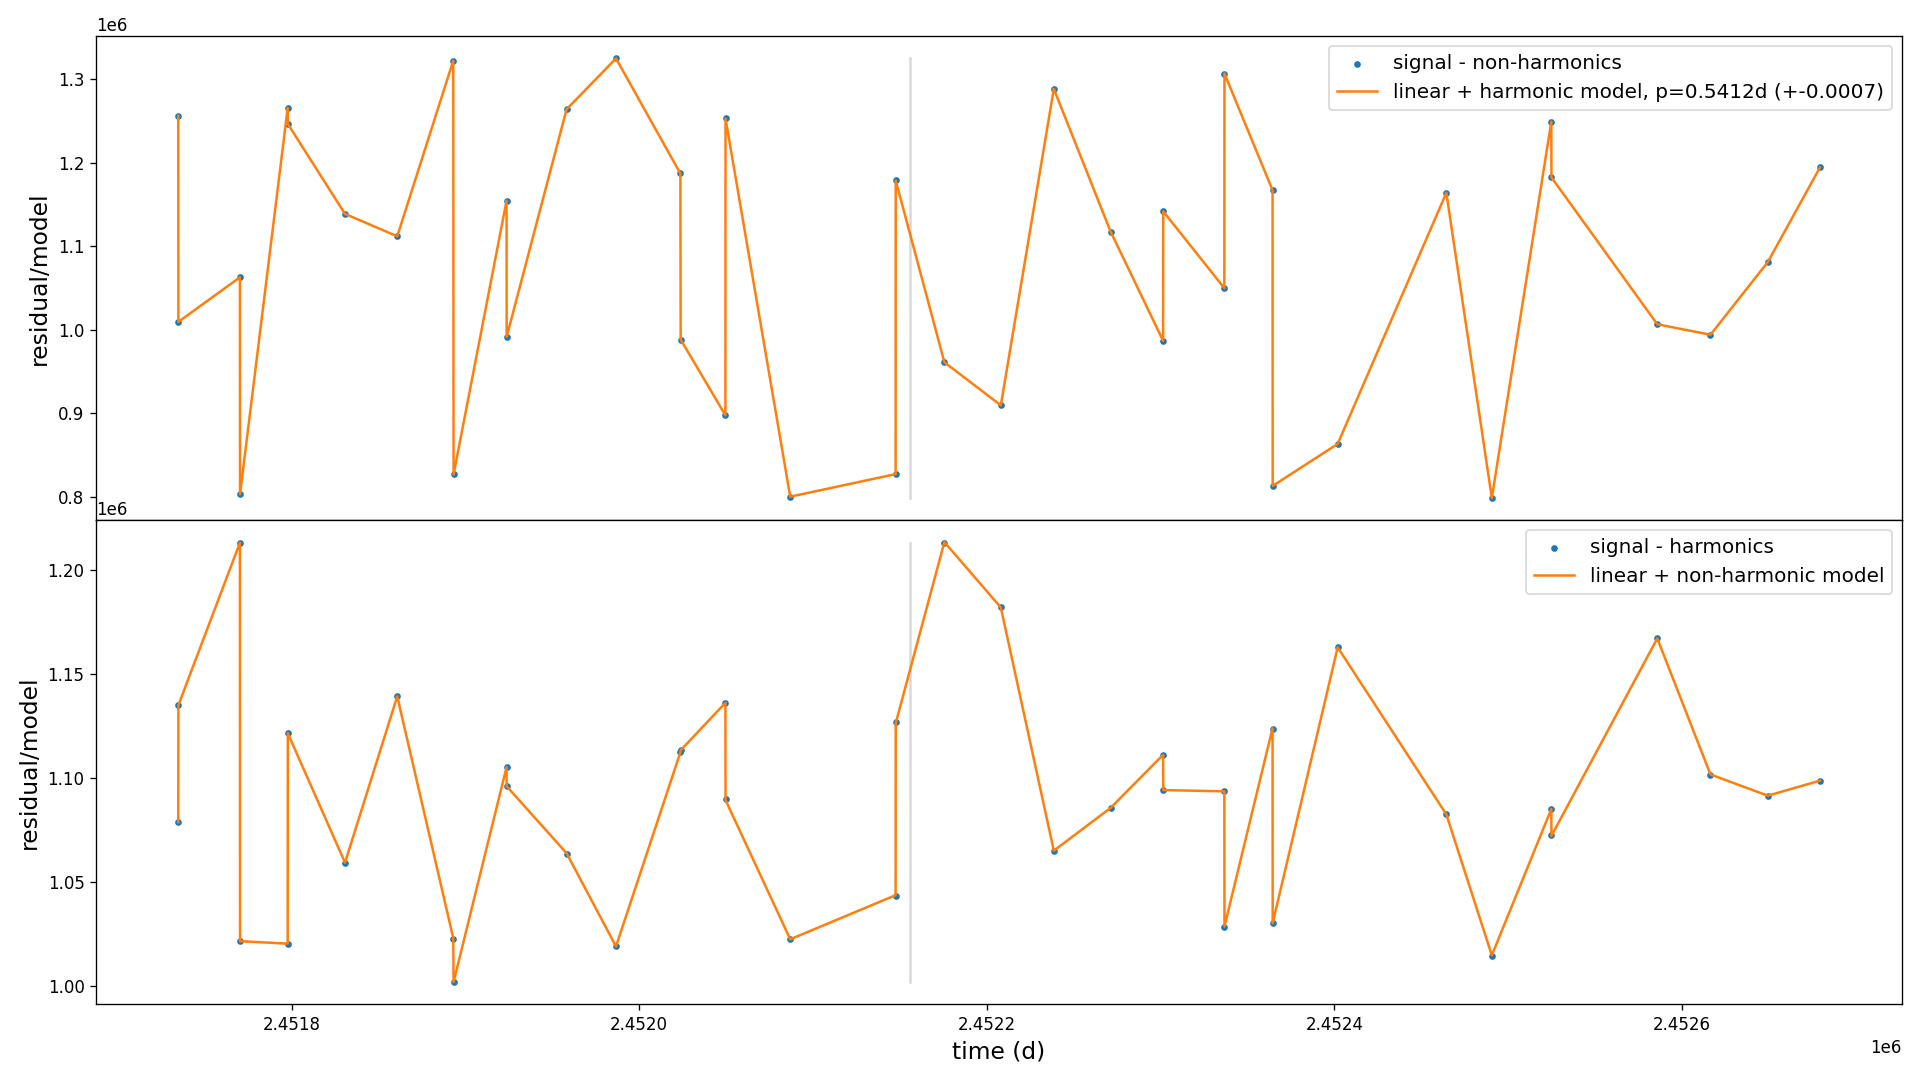 1e6
signal - non-harmonics
linear + harmonic model, p=0.5412d (+-0.0007)
1.3
1.2
1.1
1.0
0.9
0.8
residual/model
1e6
signal - harmonics
linear + non-harmonic model
1.20
1.15
1.10
1.05
1.00
residual/model
2.4518
2.4520
2.4522
2.4524
2.4526
time (d)
1e6